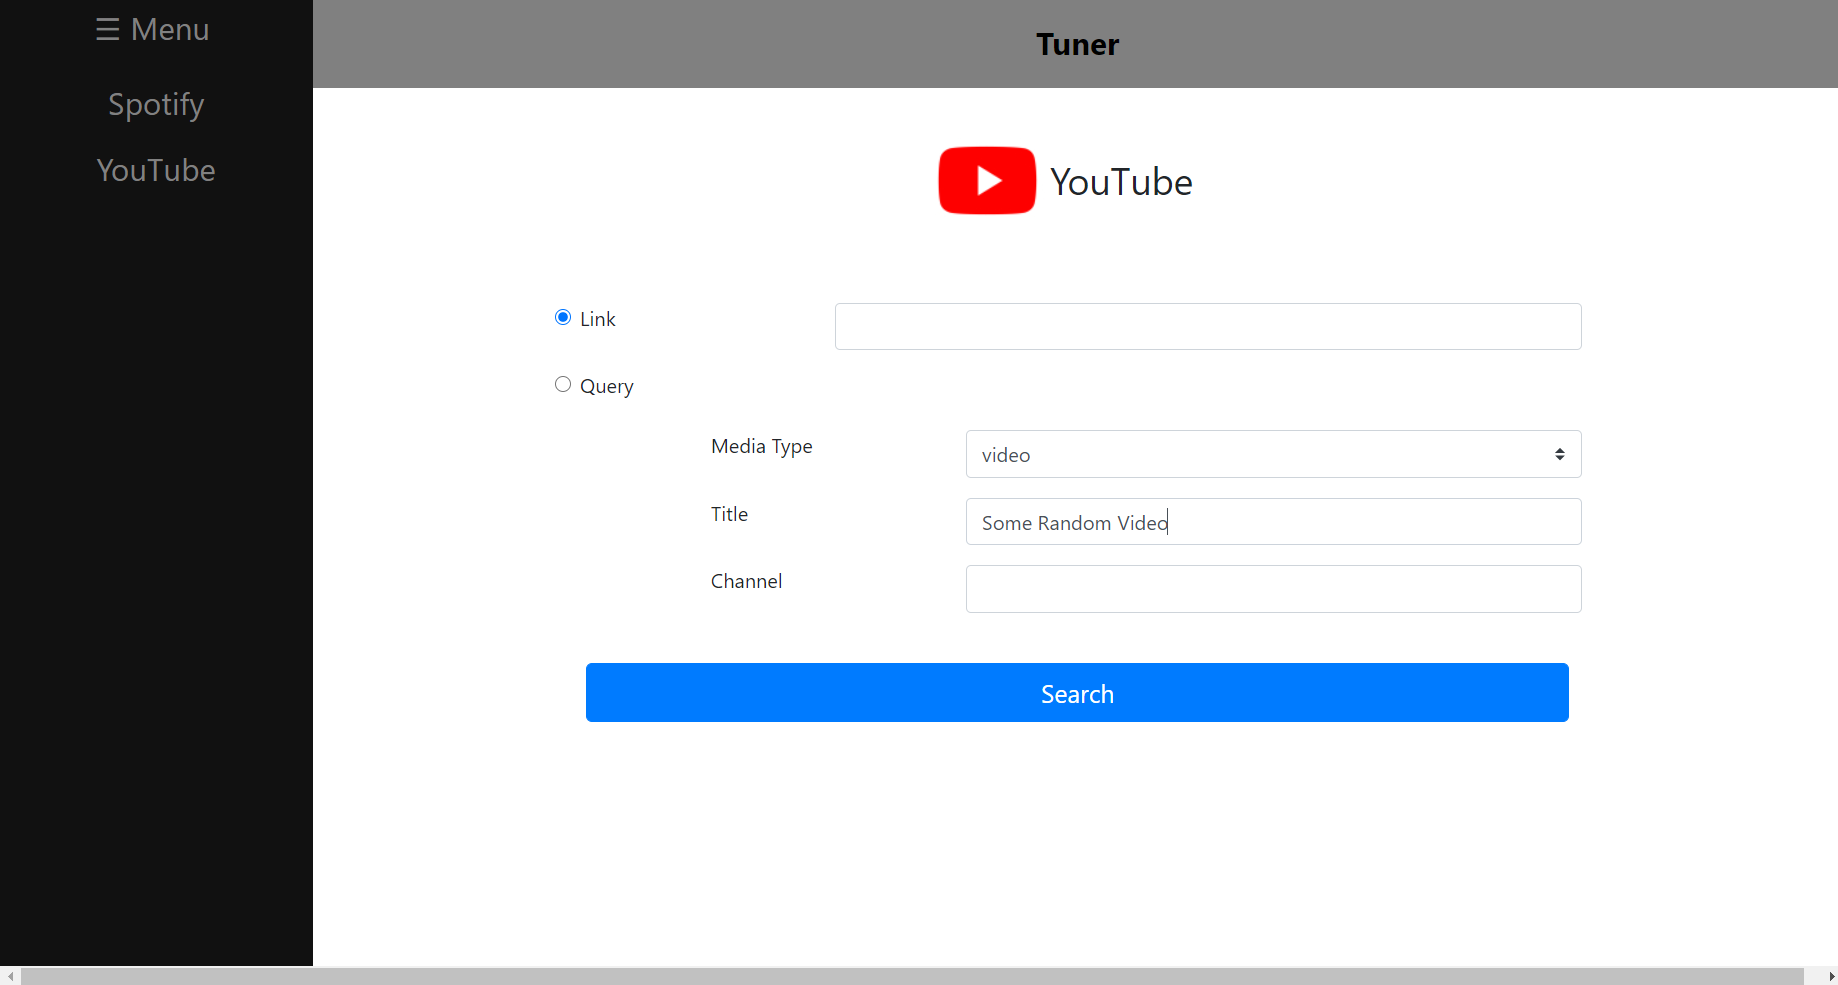 ☰ Menu
Spotify
YouTube
Tuner
YouTube
Link
Query
Media Type
video
Title
Some Random Video
Channel
Search